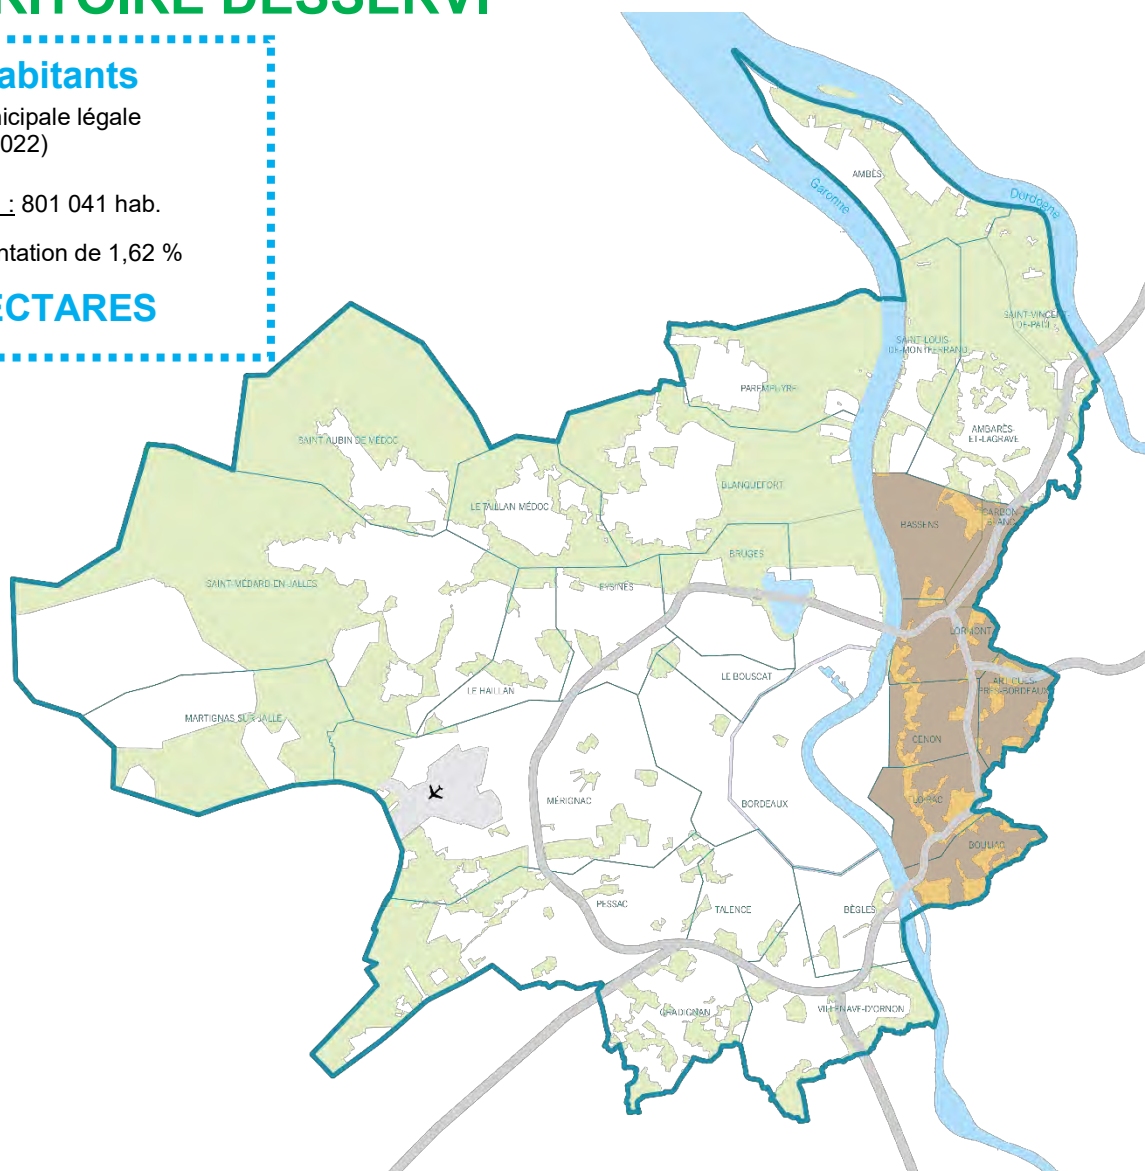 RITOIRE DESSERVI
abitants
nicipale légale
022)
: 801 041 hab.
ntation de 1,62 %
ECTARES
Garonne
Dordogne
AMBÈS
SAINT-VINCENT-
DE-PAUL
SAINT-LOUIS-
DE-MONTFERRAND
PAREMPUYRE
AMBARÈS-
ET-LAGRAVE
SAINT AUBIN DE MÉDOC
BLANQUEFORT
LE TAILLAN MÉDOC
CARBON-
BLANC
BASSENS
BRUGES
SAINT-MÉDARD-EN-JALLES
EYSINES
LORMONT
LE BOUSCAT
ARTIGUES-
PRÈS-BORDEAUX
LE HAILLAN
MARTIGNAS SUR JALLE
CENON
MÉRIGNAC
BORDEAUX
FLOIRAC
BOULIAC
PESSAC
TALENCE
BÈGLES
GRADIGNAN
VILLENAVE-D'ORNON